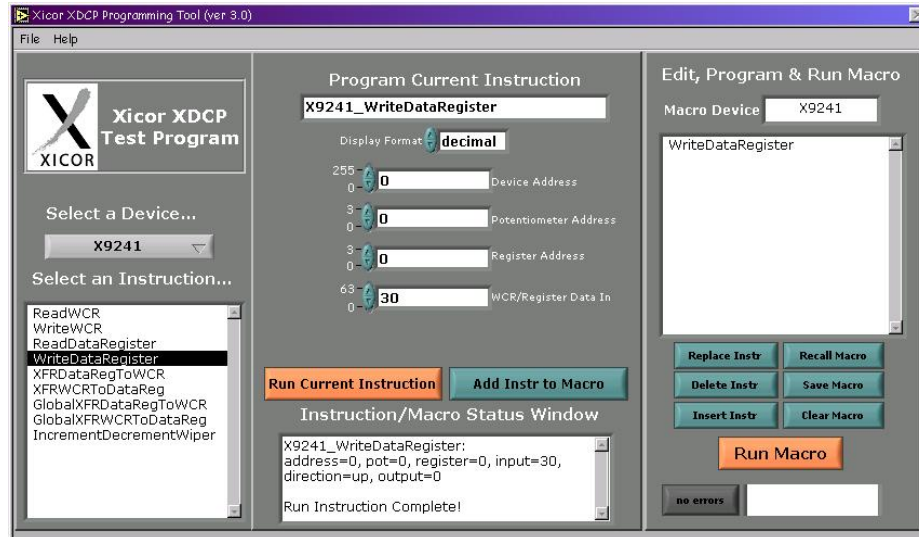 Xicor XDCP Programming Tool (ver 3.0)
File Help
XICOR
Xicor XDCP
Test Program
Select a Device...
X9241
Select an Instruction...
ReadWCR
WriteWCR
ReadDataRegister
WriteDataRegister
XFRDataRegToWCR
XFRWCRToDataReg
GlobalXFRDataRegToWCR
GlobalXFRWCRToDataReg
IncrementDecrementWiper
Program Current Instruction
X9241_WriteDataRegister
Display Format decimal
255
0
0 Device Address
3
0
0 Potentiometer Address
3
0
0 Register Address
63
0
30 WCR/Register Data In
Run Current Instruction
Add Instr to Macro
Instruction/Macro Status Window
X9241_WriteDataRegister:
address=0, pot=0, register=0, input=30,
direction=up, output=0
Run Instruction Complete!
Edit, Program & Run Macro
Macro Device X9241
WriteDataRegister
Replace Instr
Recall Macro
Delete Instr
Save Macro
Insert Instr
Clear Macro
Run Macro
no errors